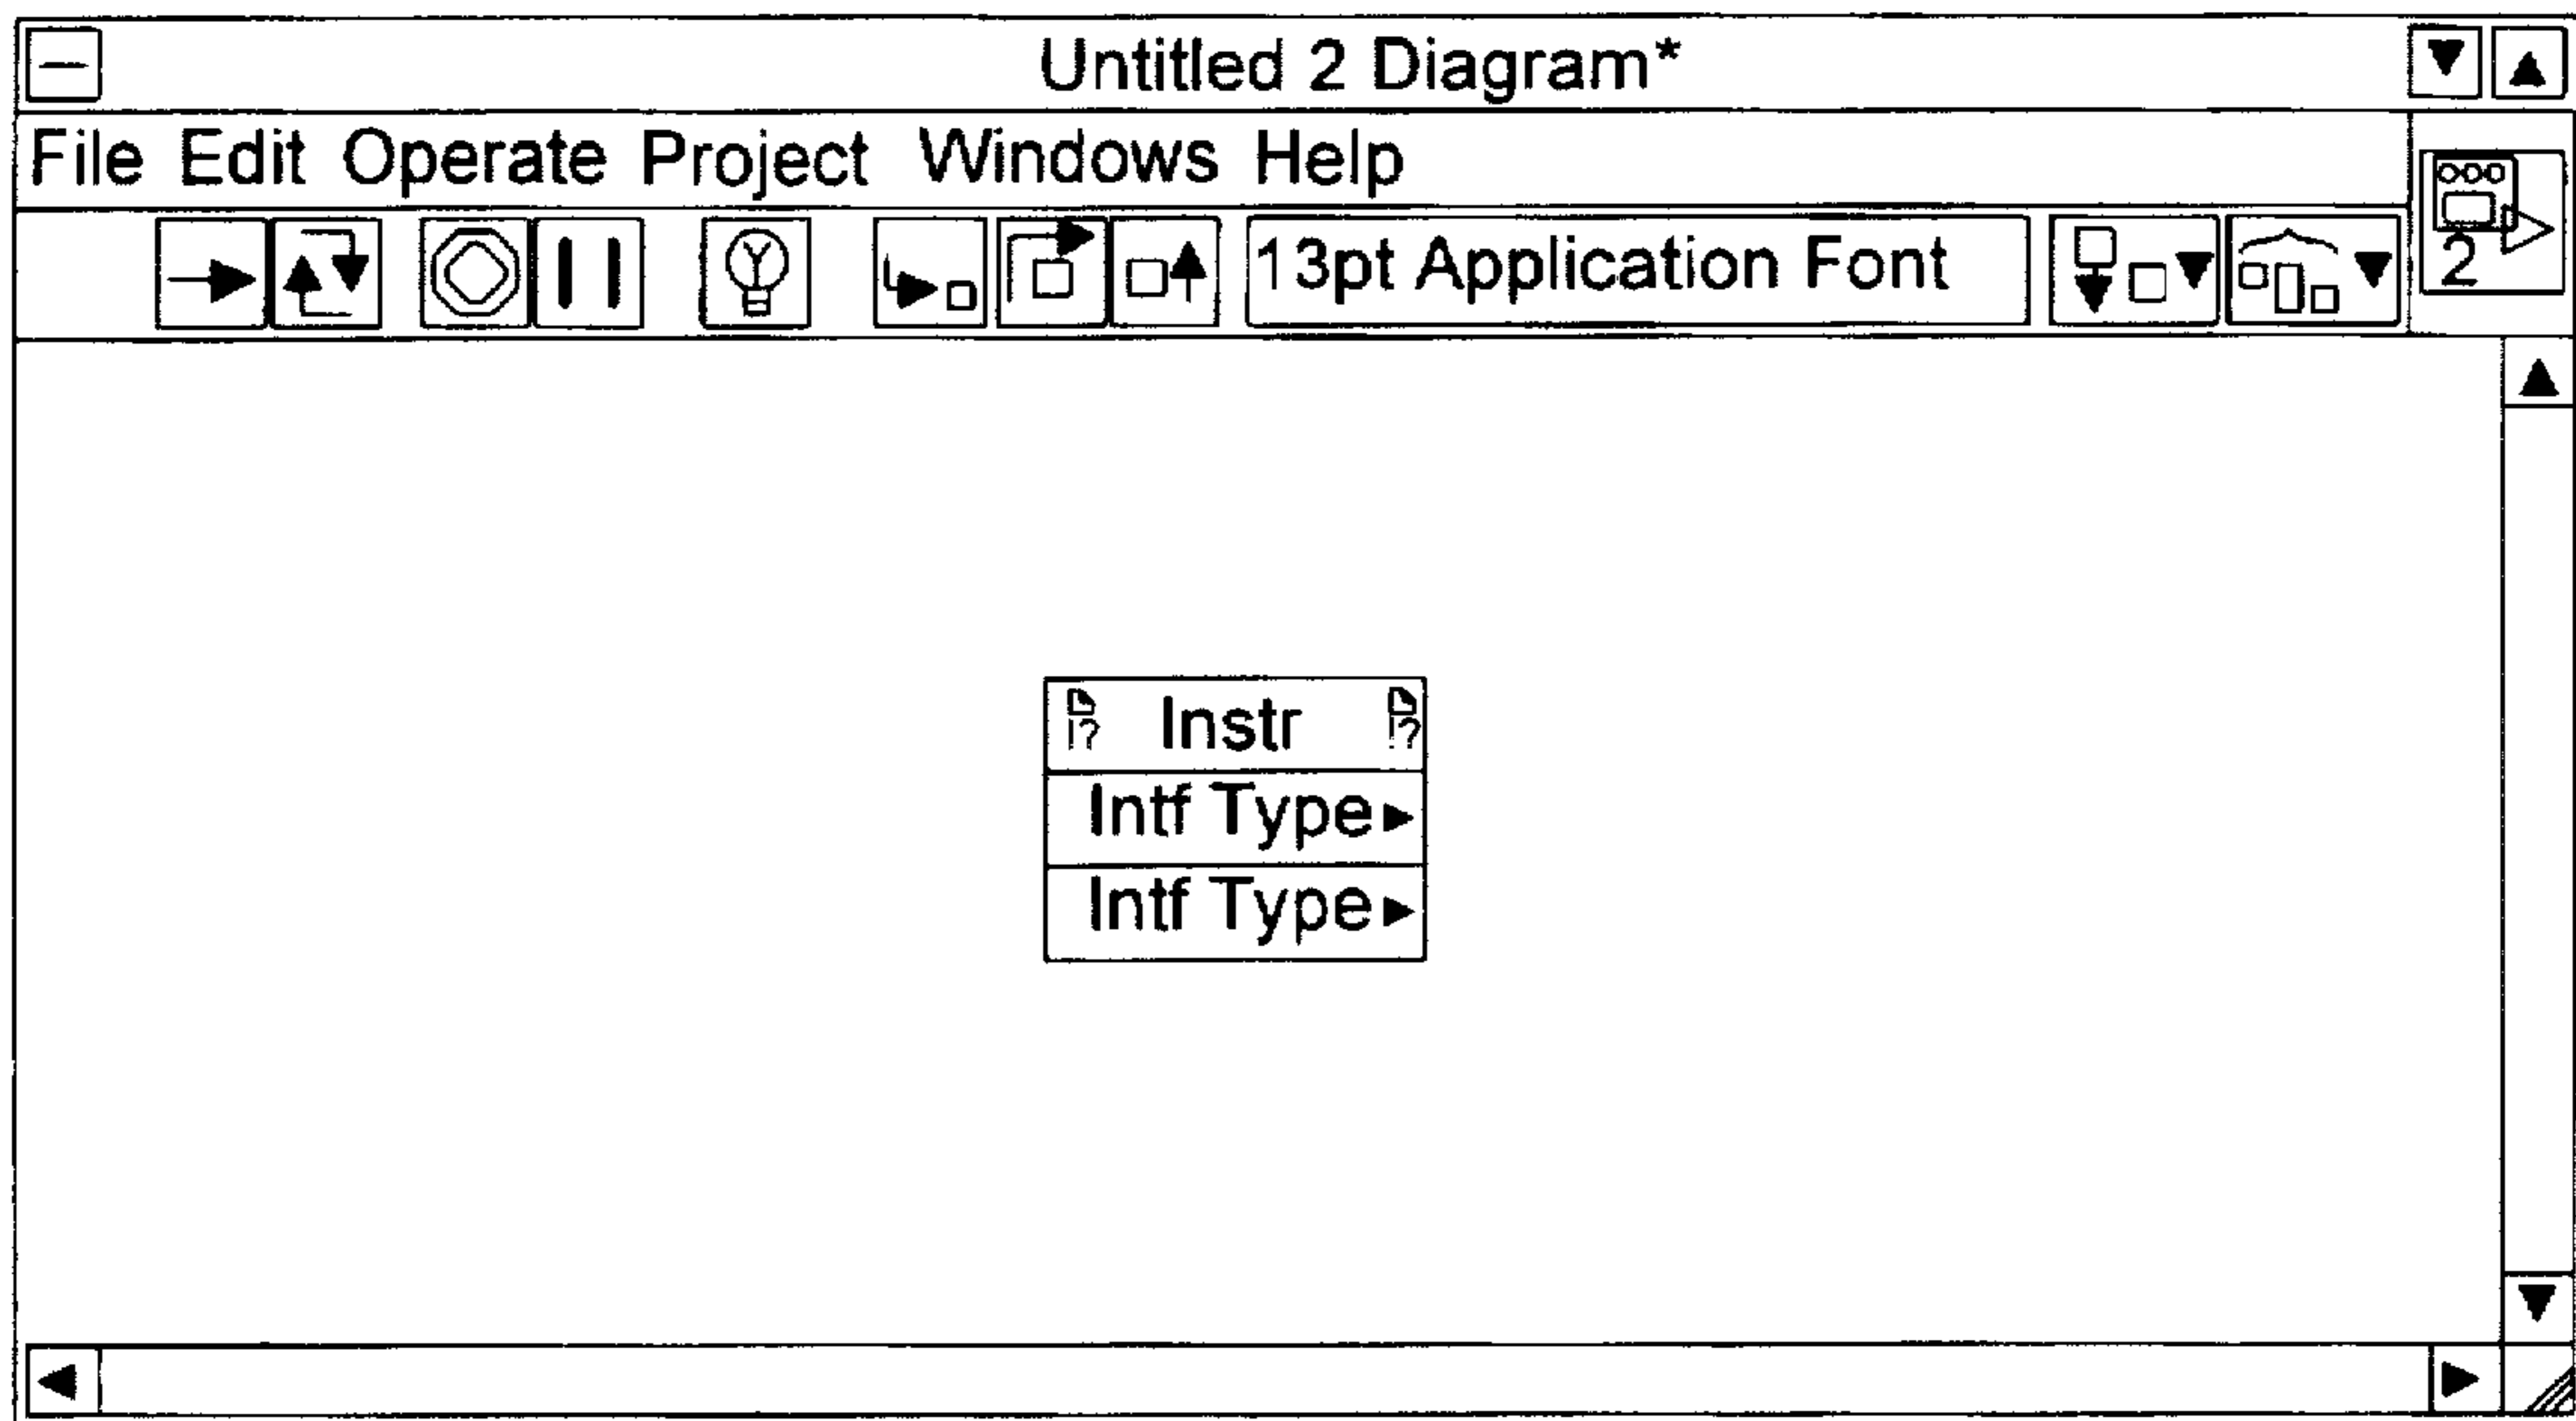 Untitled 2 Diagram*
File Edit Operate Project Windows Help
13pt Application Font
2
!? Instr !?
Intf Type
Intf Type